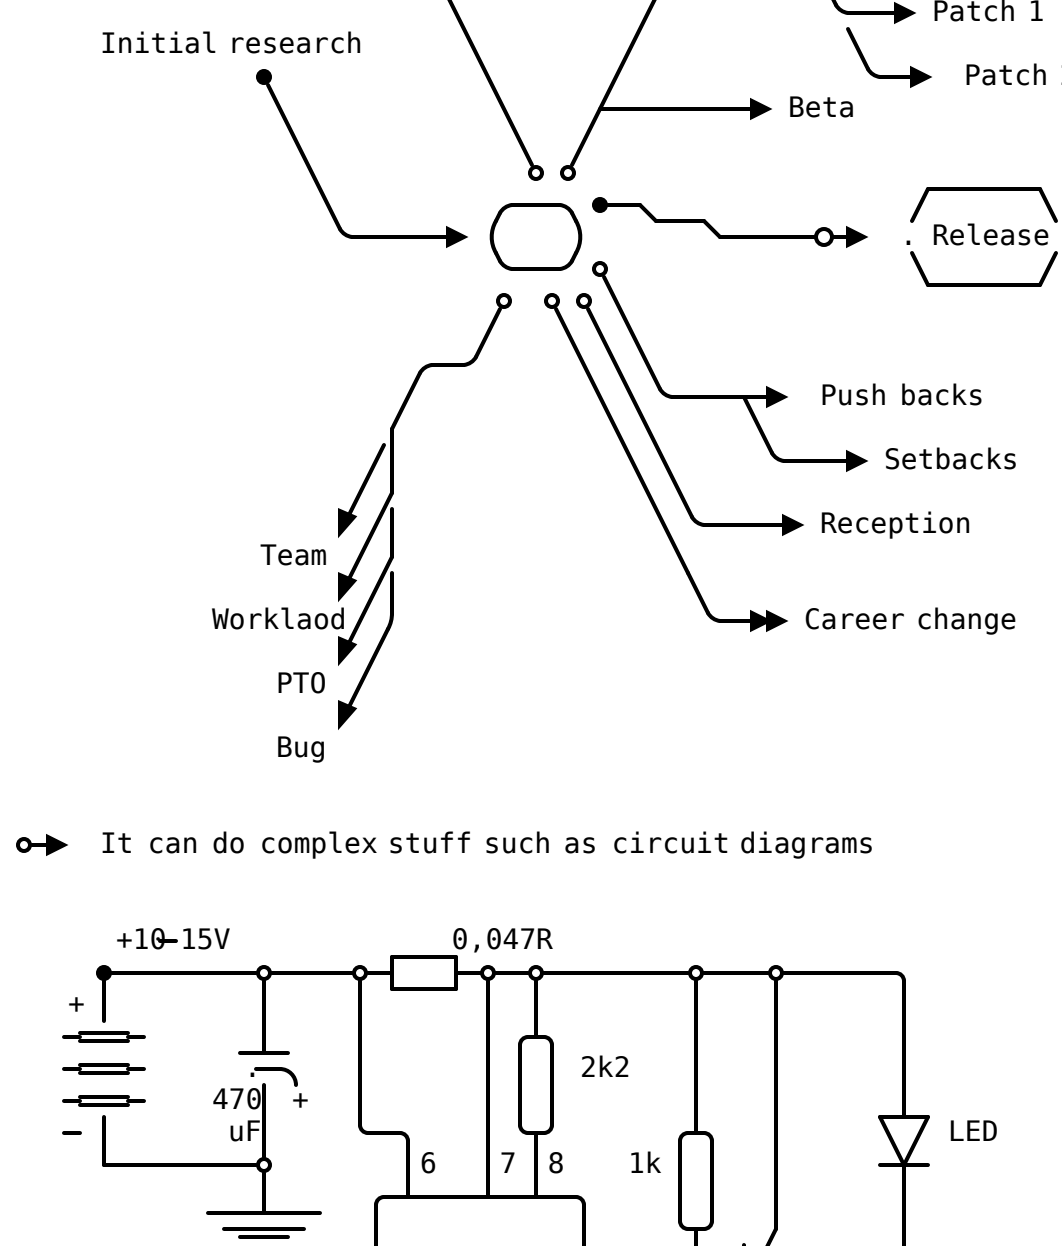 Patch 1
Initial research
Patch
Beta
. Release
Push backs
Setbacks
Reception
Team
Worklaod
Career change
PTO
Bug
It can do complex stuff such as circuit diagrams
+10-15V
0,047R
+
2k2
470
+
uF
LED
6
7
8
1k